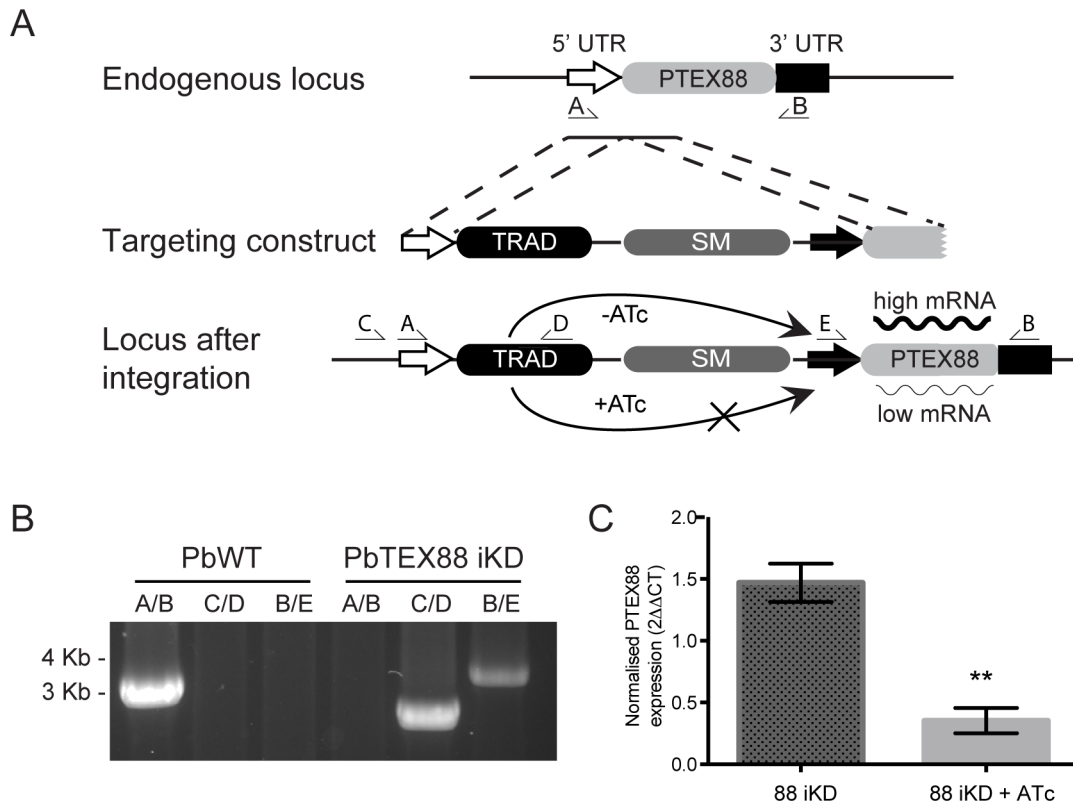 A
5' UTR 3' UTR
Endogenous locus
PTEX88
A B
Targeting construct
TRAD SM
Locus after
integration
C A D E B
-ATc
high mRNA
TRAD SM PTEX88
+ATc
low mRNA
B
PbWT PbTEX88 iKD
A/B C/D B/E A/B C/D B/E
4 Kb -
3 Kb -
C
Normalised PTEX88
expression (2ΔΔCT)
2.0
1.5
1.0
0.5
0.0
**
88 iKD 88 iKD + ATc